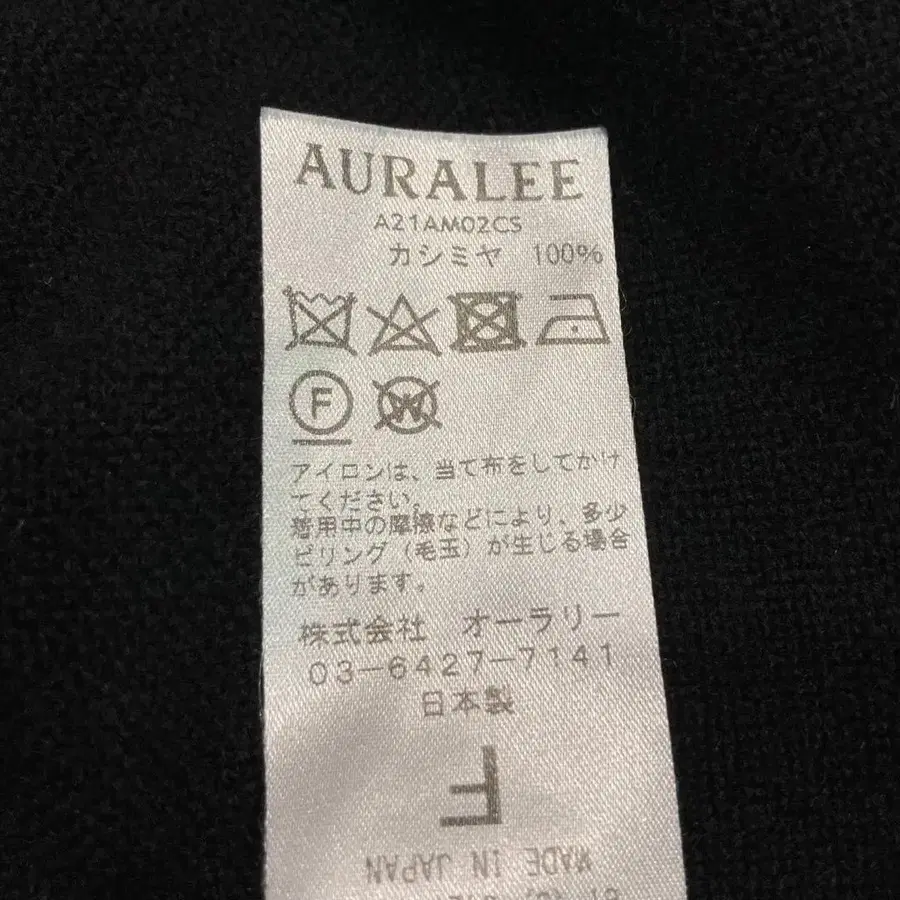 AURALEE
A21AM02CS
カシミヤ 100%
F
W
アイロンは、当て布をしてかけ
てください。
着用中の摩擦などにより、多少
ピリング（毛玉）が生じる場合
があります。
株式会社 オーラリー
03-6427-7141
日本製
F
MADE IN JAPAN